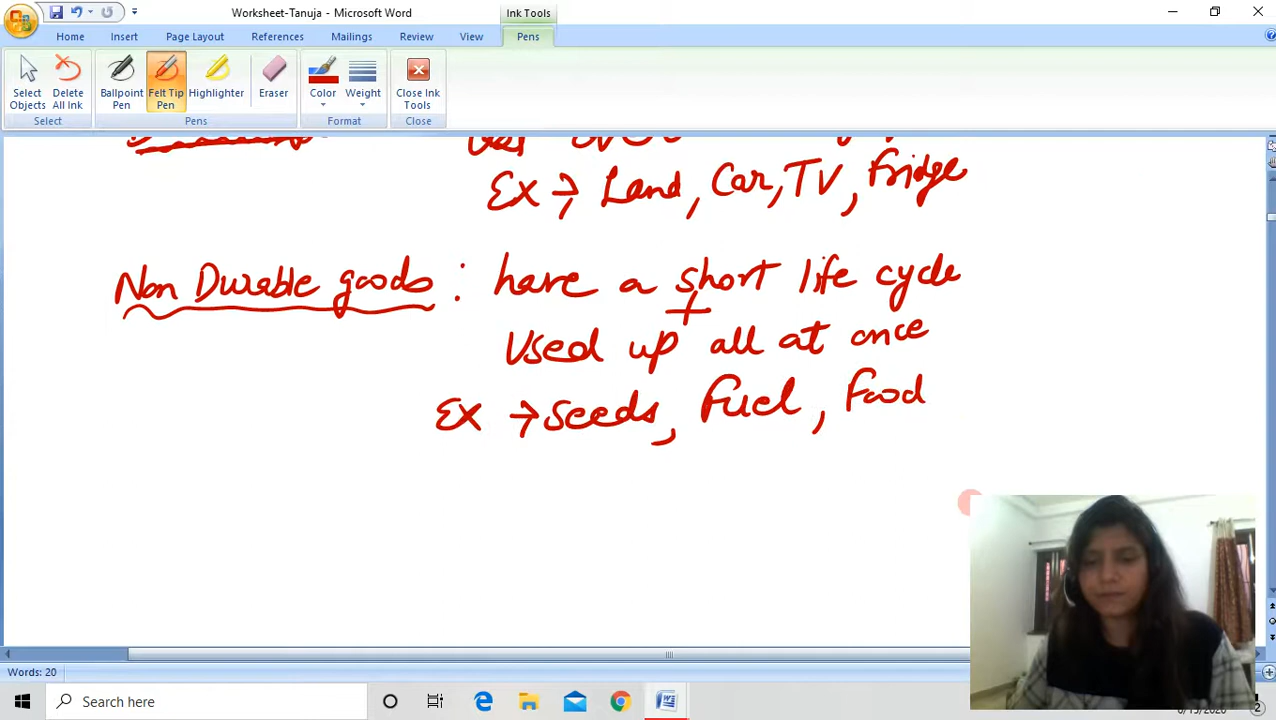 Worksheet-Tanuja - Microsoft Word
Ink Tools
Home Insert Page Layout References Mailings Review View Pens
Select Objects
Delete All Ink
Ballpoint Pen
Felt Tip Pen
Highlighter
Eraser
Color
Weight
Close Ink Tools
Select Pens Format Close
Ex → Land, Car, TV, Fridge
Non Durable goods : have a short life cycle
+
Used up all at once
Ex → Seeds, Fuel, Food
Words: 20
Search here
2